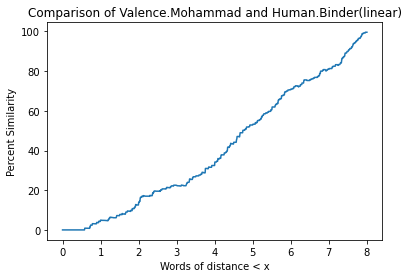 Comparison of Valence.Mohammad and Human.Binder(linear)
Percent Similarity
100
80
60
40
20
0
0 1 2 3 4 5 6 7 8
Words of distance < x